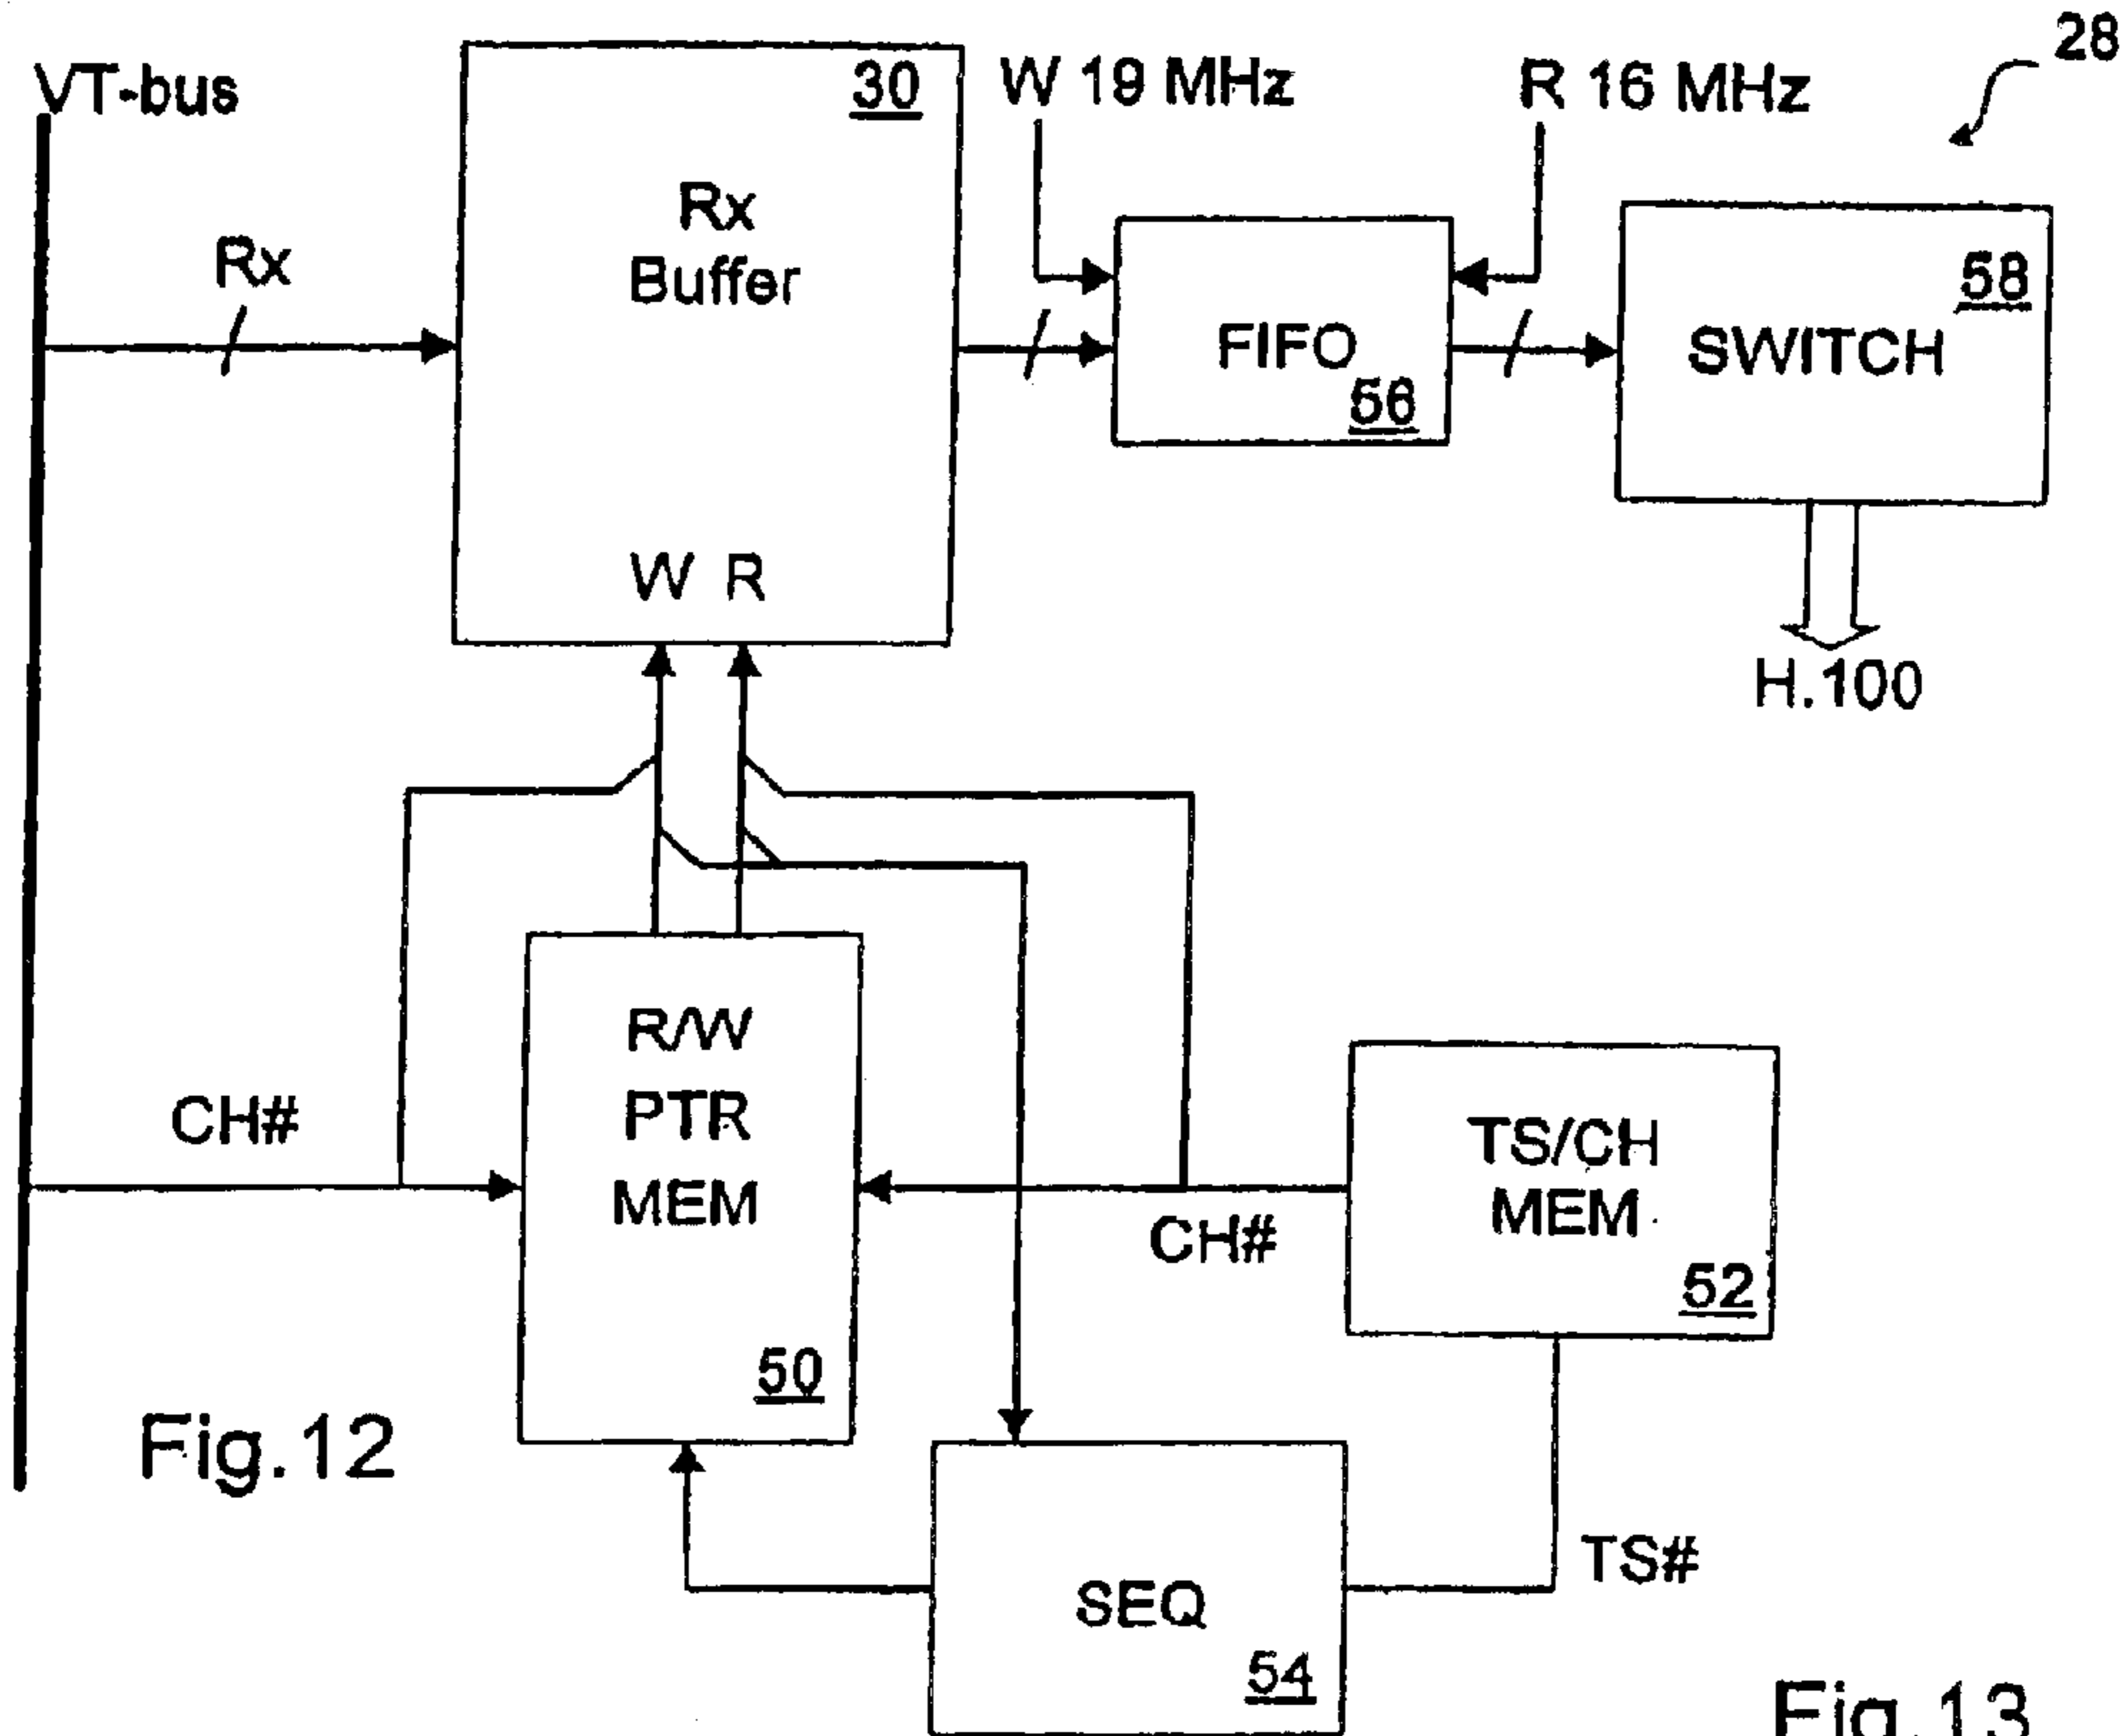 28
VT-bus
30
W 19 MHz
R 16 MHz
Rx
Rx
Buffer
58
FIFO
SWITCH
56
W R
H.100
R/W
PTR
MEM
CH#
TS/CH
MEM
CH#
52
50
Fig.12
TS#
SEQ
54
Fig.13